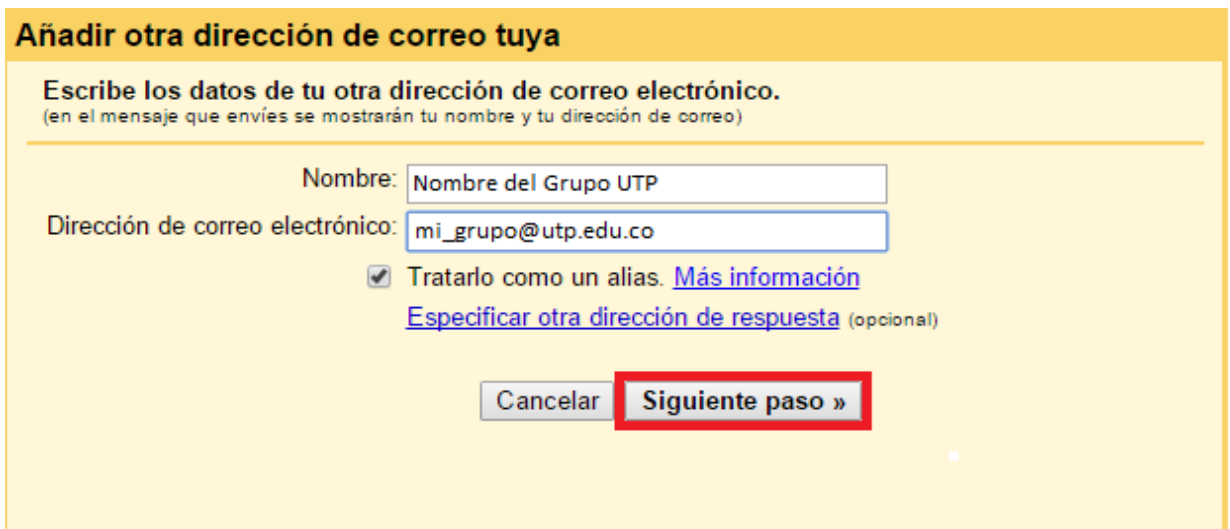 Añadir otra dirección de correo tuya
Escribe los datos de tu otra dirección de correo electrónico.
(en el mensaje que envíes se mostrarán tu nombre y tu dirección de correo)
Nombre: Nombre del Grupo UTP
Dirección de correo electrónico: mi_grupo@utp.edu.co
Tratarlo como un alias. Más información
Especificar otra dirección de respuesta (opcional)
Cancelar Siguiente paso »